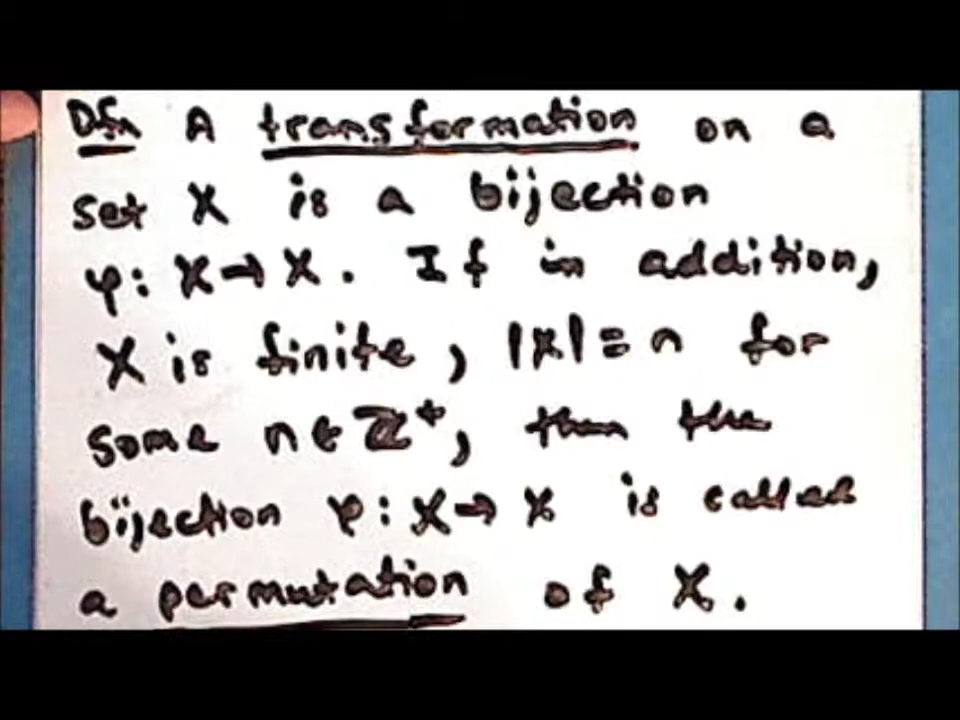 Dfn A transformation on a
set X is a bijection
φ: X → X. If in addition,
X is finite, |X| = n for
some n ∈ ℤ⁺, then the
bijection φ: X → X is called
a permutation of X.